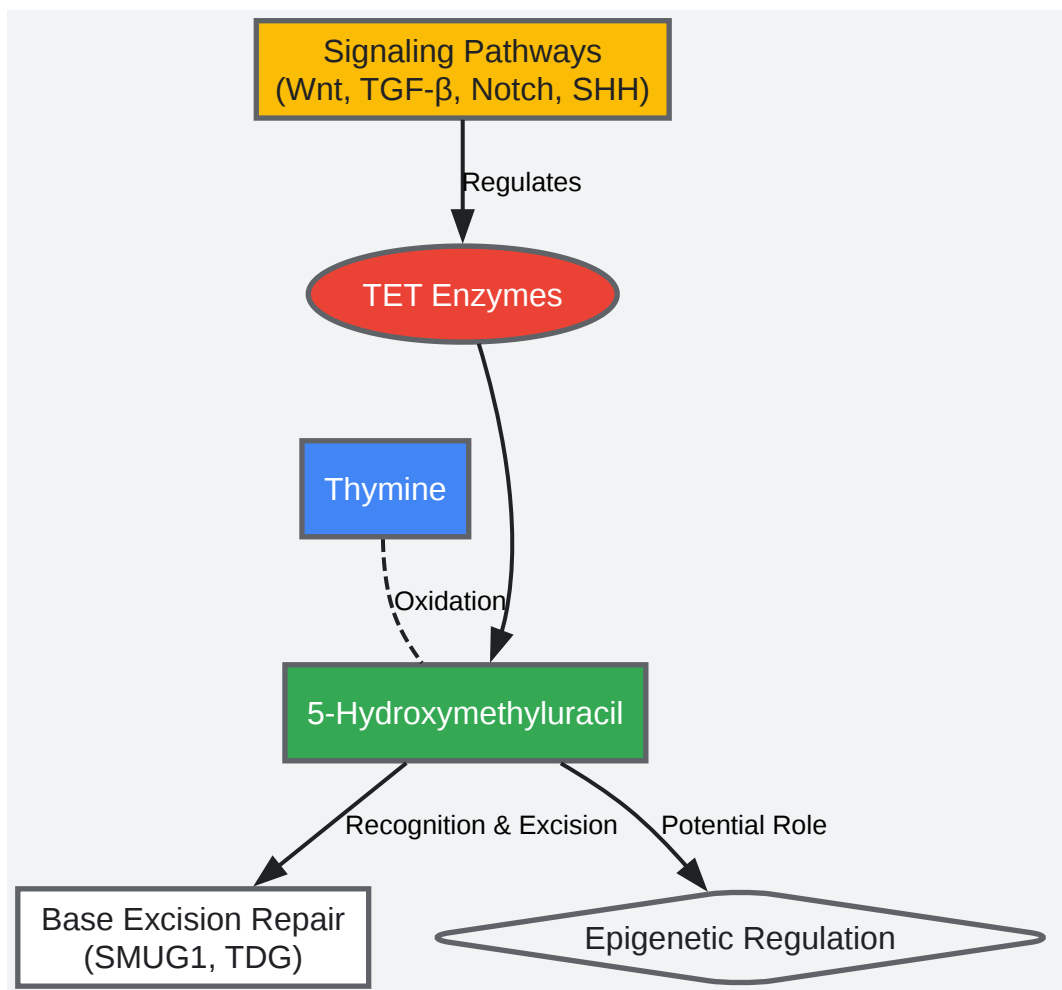 Signaling Pathways
(Wnt, TGF-β, Notch, SHH)
Regulates
TET Enzymes
Thymine
Oxidation
5-Hydroxymethyluracil
Recognition & Excision
Potential Role
Base Excision Repair
(SMUG1, TDG)
Epigenetic Regulation